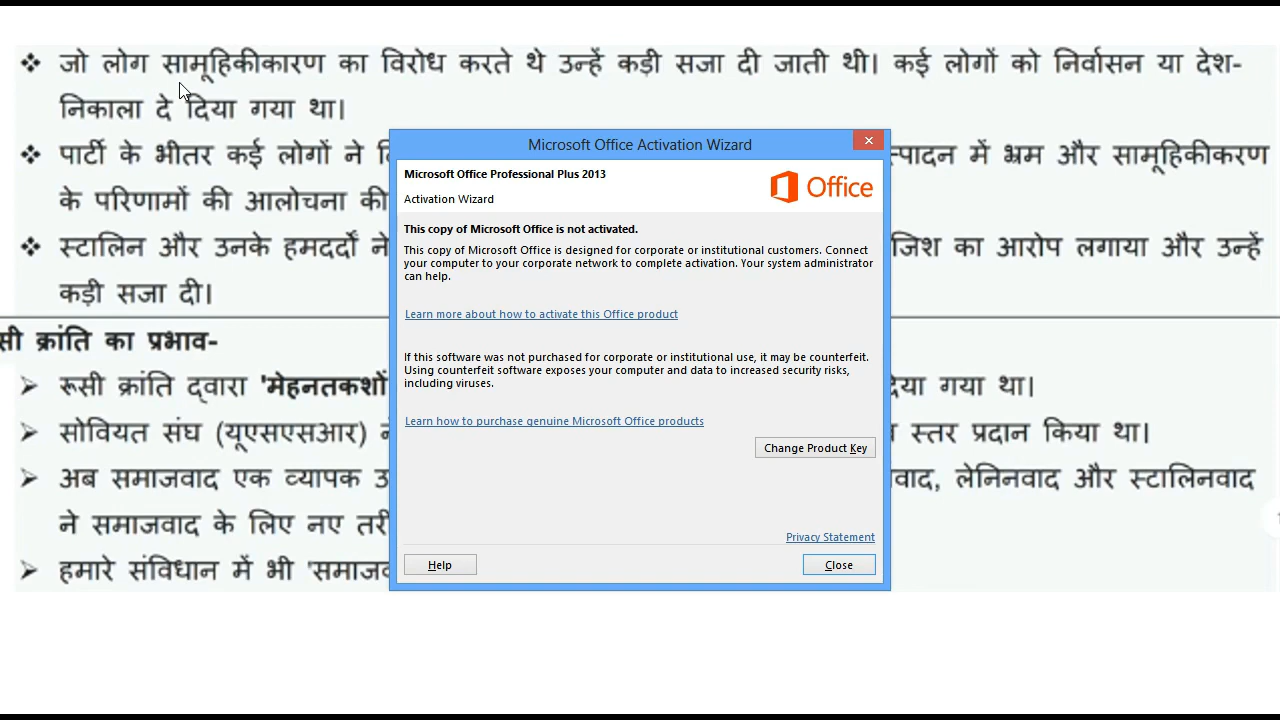 ❖ जो लोग सामूहिकीकारण का विरोध करते थे उन्हें कड़ी सजा दी जाती थी। कई लोगों को निर्वासन या देश-
निकाला दे दिया गया था।
❖ पार्टी के भीतर कई लोगों ने पादन में भ्रम और सामूहिकीकरण
के परिणामों की आलोचना की
❖ स्टालिन और उनके हमदर्दों ने जिश का आरोप लगाया और उन्हें
कड़ी सजा दी।
सी क्रांति का प्रभाव-
➢ रूसी क्रांति द्वारा 'मेहनतकशों दिया गया था।
➢ सोवियत संघ (यूएसएसआर) स्तर प्रदान किया था।
➢ अब समाजवाद एक व्यापक वाद, लेनिनवाद और स्टालिनवाद
ने समाजवाद के लिए नए तरी
➢ हमारे संविधान में भी 'समाजव
Microsoft Office Activation Wizard
Microsoft Office Professional Plus 2013
Activation Wizard
Office
This copy of Microsoft Office is not activated.
This copy of Microsoft Office is designed for corporate or institutional customers. Connect
your computer to your corporate network to complete activation. Your system administrator
can help.
Learn more about how to activate this Office product
If this software was not purchased for corporate or institutional use, it may be counterfeit.
Using counterfeit software exposes your computer and data to increased security risks,
including viruses.
Learn how to purchase genuine Microsoft Office products
Change Product Key
Privacy Statement
Help Close